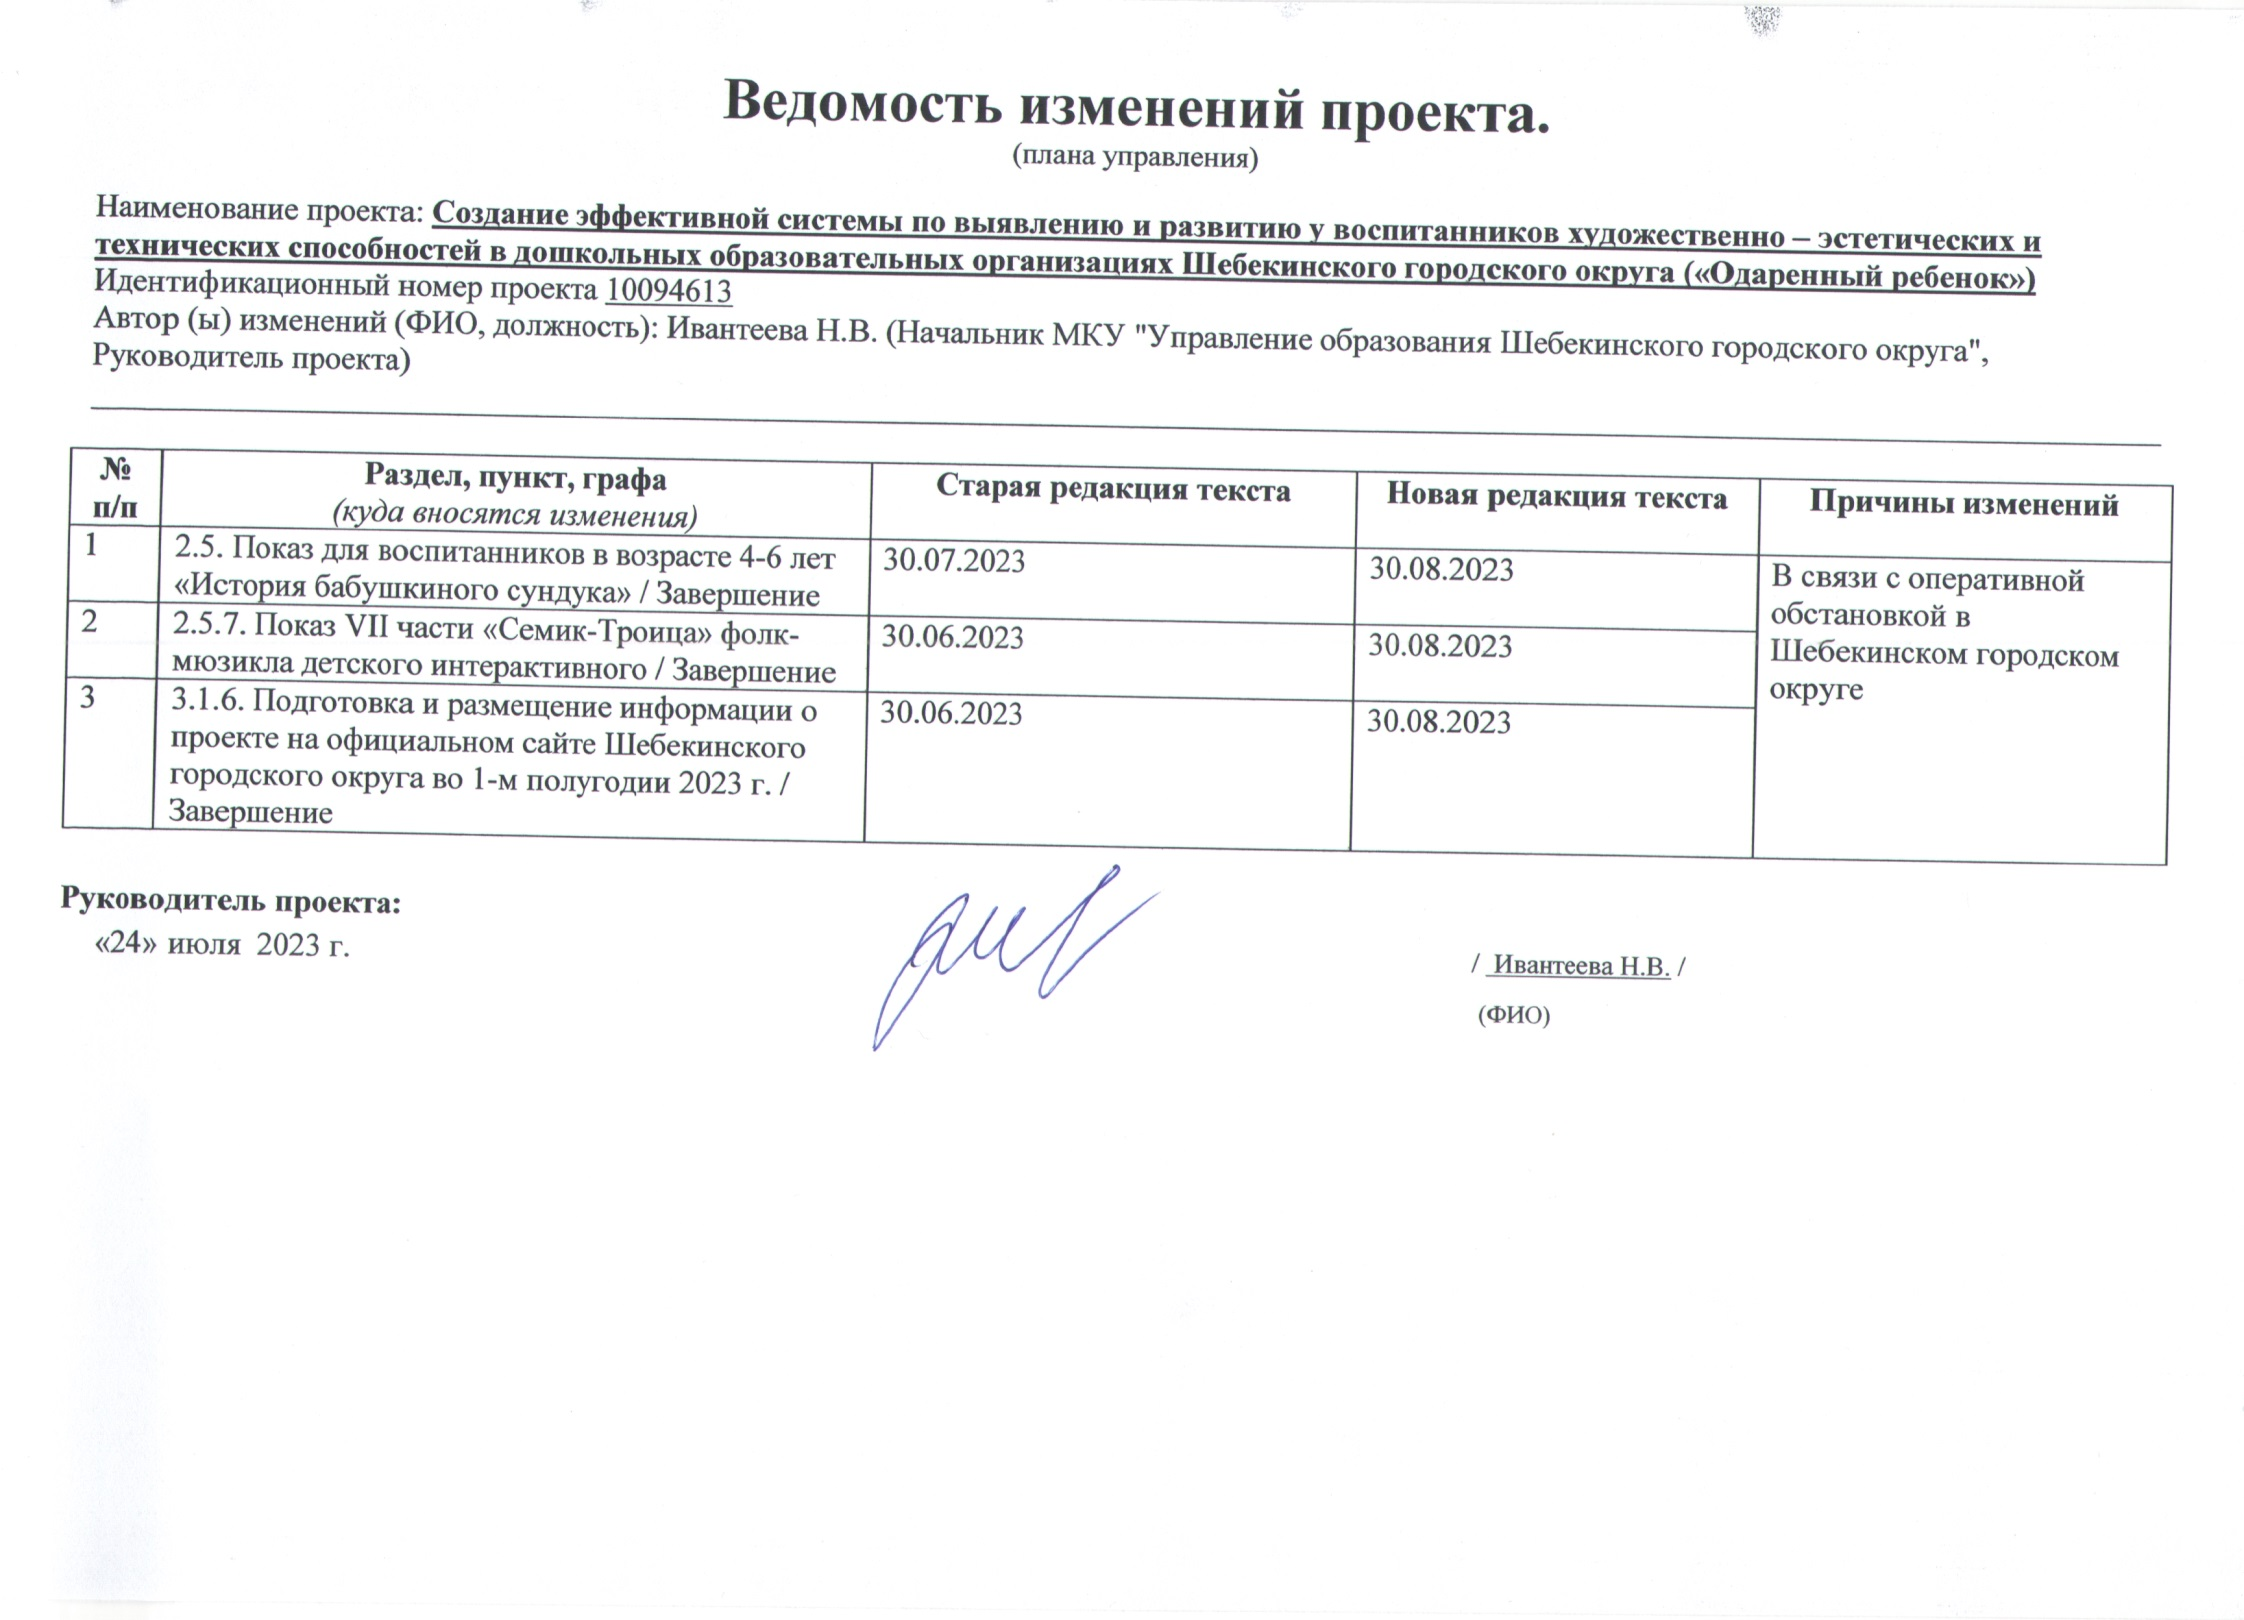 Ведомость изменений проекта.
(плана управления)
Наименование проекта: Создание эффективной системы по выявлению и развитию у воспитанников художественно – эстетических и
технических способностей в дошкольных образовательных организациях Шебекинского городского округа («Одаренный ребенок»)
Идентификационный номер проекта 10094613
Автор (ы) изменений (ФИО, должность): Ивантеева Н.В. (Начальник МКУ "Управление образования Шебекинского городского округа",
Руководитель проекта)
№
п/п
Раздел, пункт, графа
(куда вносятся изменения)
Старая редакция текста
Новая редакция текста
Причины изменений
1
2.5. Показ для воспитанников в возрасте 4-6 лет
«История бабушкиного сундука» / Завершение
30.07.2023
30.08.2023
В связи с оперативной
обстановкой в
Шебекинском городском
округе
2
2.5.7. Показ VII части «Семик-Троица» фолк-
мюзикла детского интерактивного / Завершение
30.06.2023
30.08.2023
3
3.1.6. Подготовка и размещение информации о
проекте на официальном сайте Шебекинского
городского округа во 1-м полугодии 2023 г. /
Завершение
30.06.2023
30.08.2023
Руководитель проекта:
«24» июля 2023 г.
/ Ивантеева Н.В. /
(ФИО)